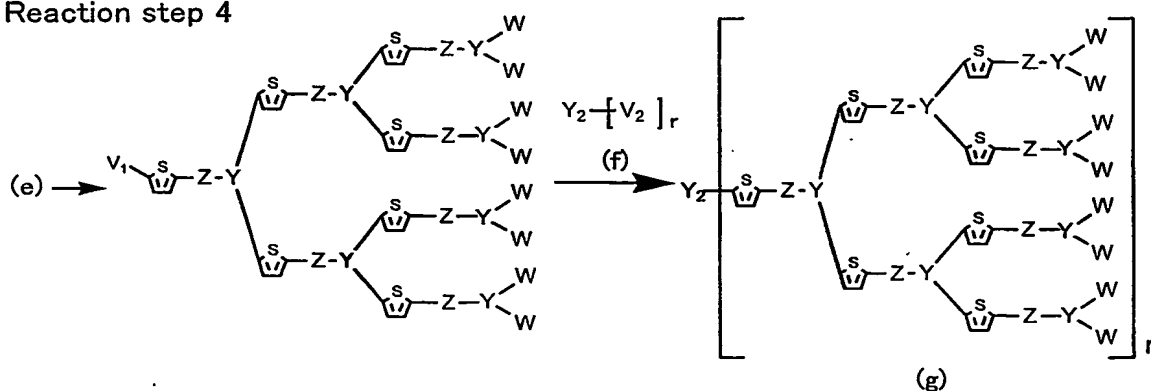 Reaction step 4
S–Z-Y W W
S–Z-Y
S–Z–Y W W
(e) V₁ S–Z-Y
S–Z–Y W W
S–Z-Y
S–Z–Y W W
Y₂–[V₂]r
(f)
S–Z-Y W W
S–Z-Y
S–Z–Y W W
Y₂ S–Z-Y
S–Z–Y W W
S–Z-Y
S–Z–Y W W
r
(g)